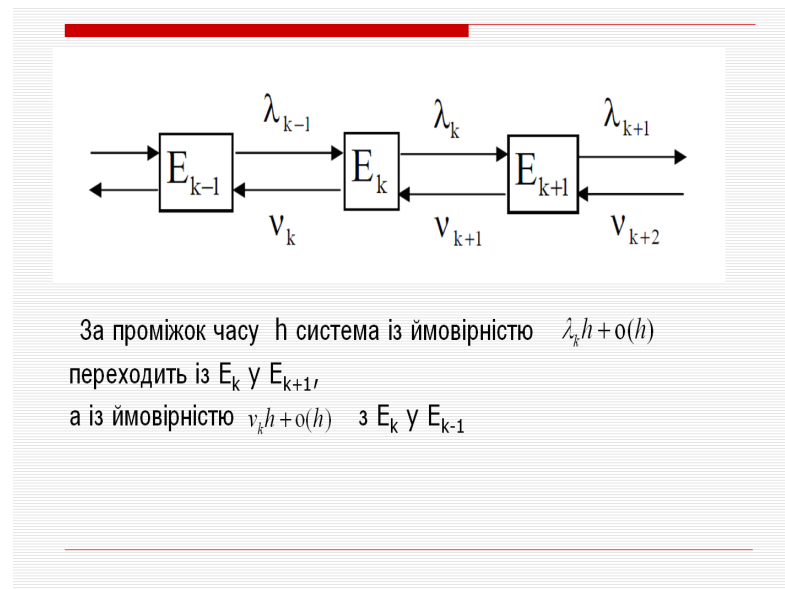 λk–1 λk λk+1
Ek–1 Ek Ek+1
νk νk+1 νk+2
За проміжок часу h система із ймовірністю λkh + o(h)
переходить із Ek у Ek+1,
а із ймовірністю νkh + o(h) з Ek у Ek-1